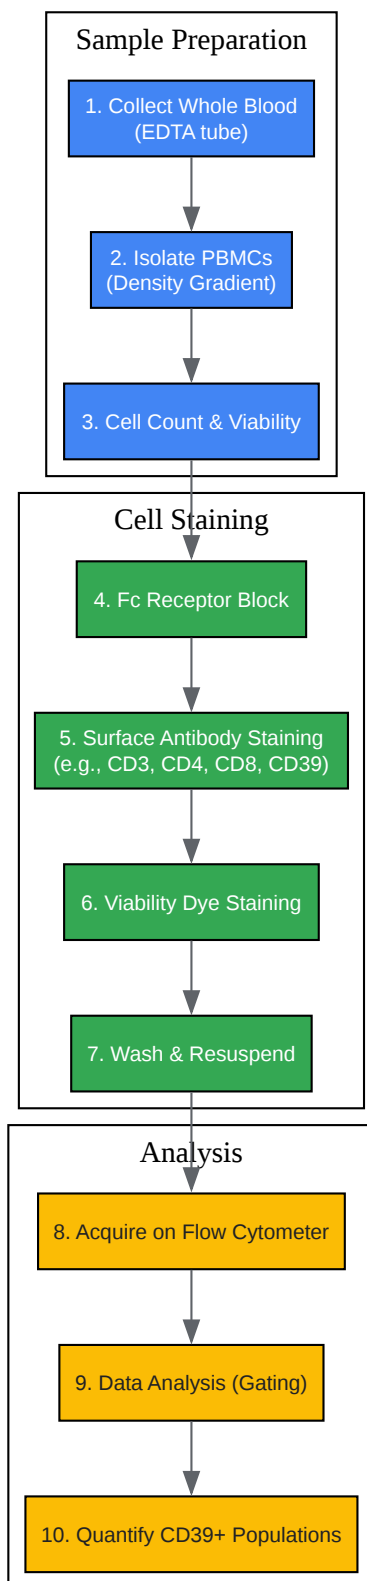 Sample Preparation
1. Collect Whole Blood
(EDTA tube)
2. Isolate PBMCs
(Density Gradient)
3. Cell Count & Viability
Cell Staining
4. Fc Receptor Block
5. Surface Antibody Staining
(e.g., CD3, CD4, CD8, CD39)
6. Viability Dye Staining
7. Wash & Resuspend
Analysis
8. Acquire on Flow Cytometer
9. Data Analysis (Gating)
10. Quantify CD39+ Populations